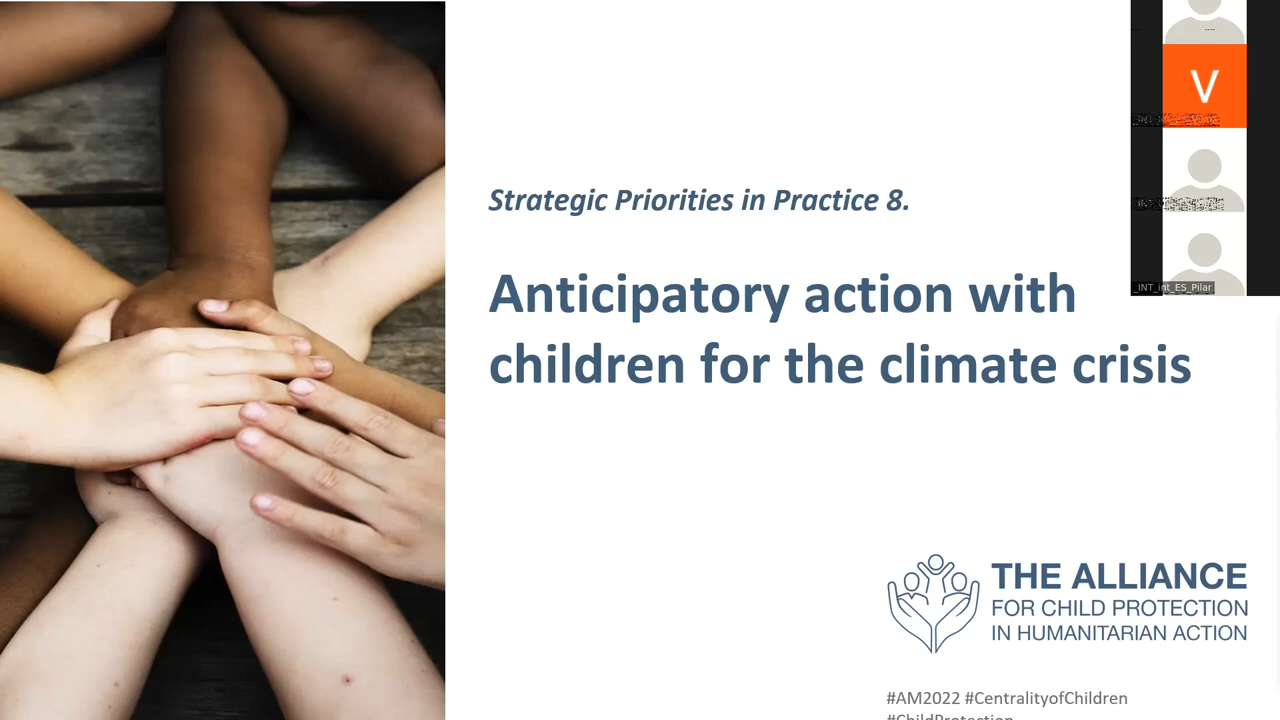 Strategic Priorities in Practice 8.
Anticipatory action with
children for the climate crisis
V
_INT_int_ES_Pilar
THE ALLIANCE
FOR CHILD PROTECTION
IN HUMANITARIAN ACTION
#AM2022 #CentralityofChildren
#ChildProtection